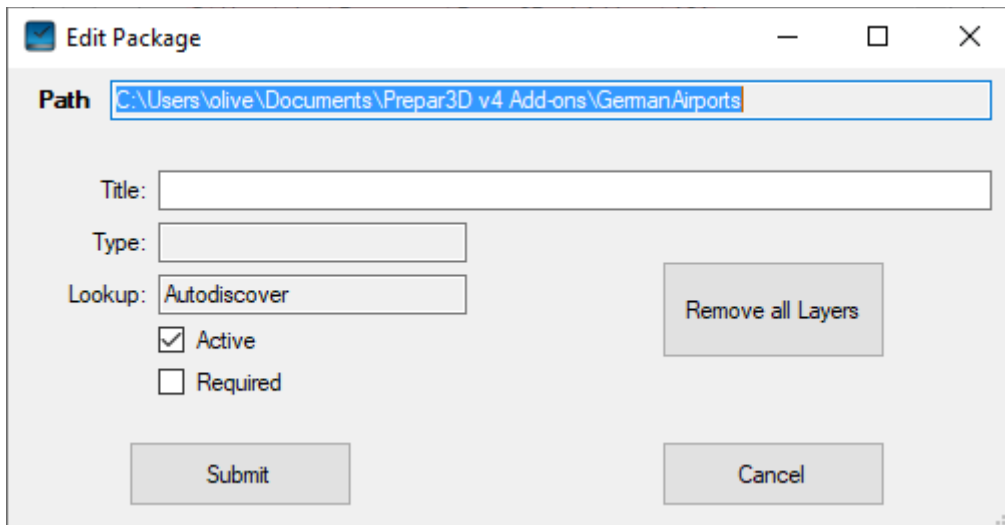 Edit Package
Path C:\Users\olive\Documents\Prepar3D v4 Add-ons\GermanAirports
Title:
Type:
Lookup: Autodiscover
Active
Remove all Layers
Required
Submit Cancel